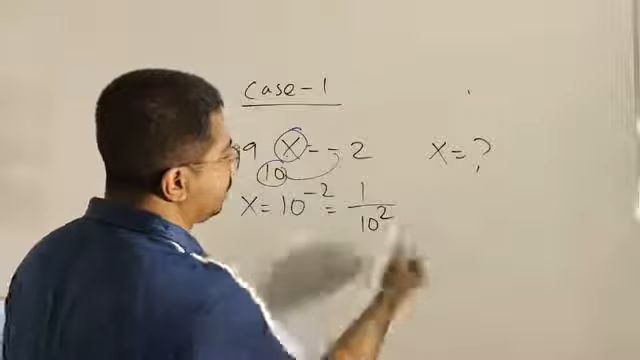 Case-1
9 x = -2 x = ?
10
x = 10^-2 = 1/10^2